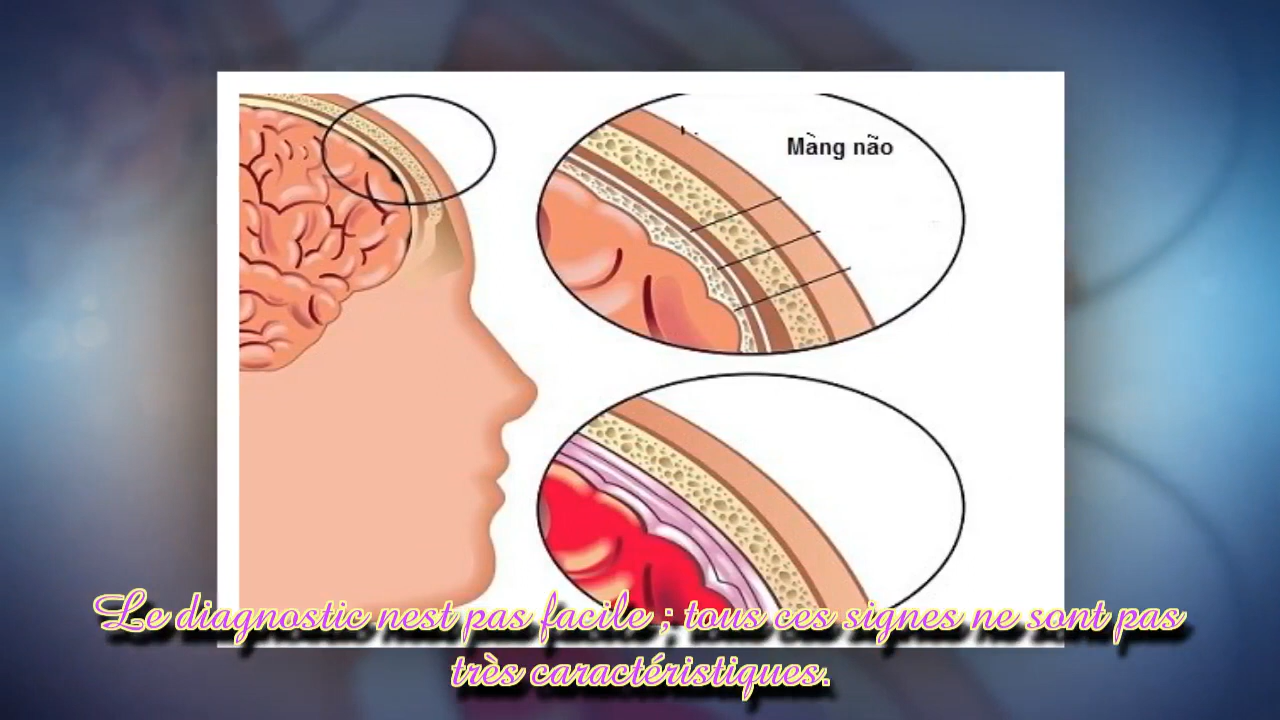 Màng não
Le diagnostic nest pas facile ; tous ces signes ne sont pas
très caractéristiques.